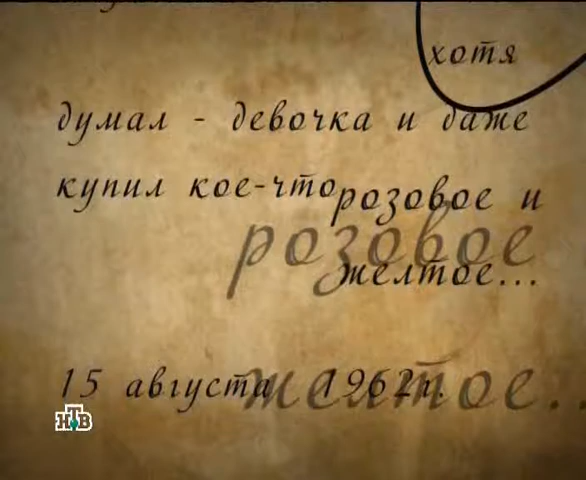 хотя
думал - девочка и даже
купил кое-что розовое и
розовое
желтое...
15 августа 1962г.
желтое...
НТВ